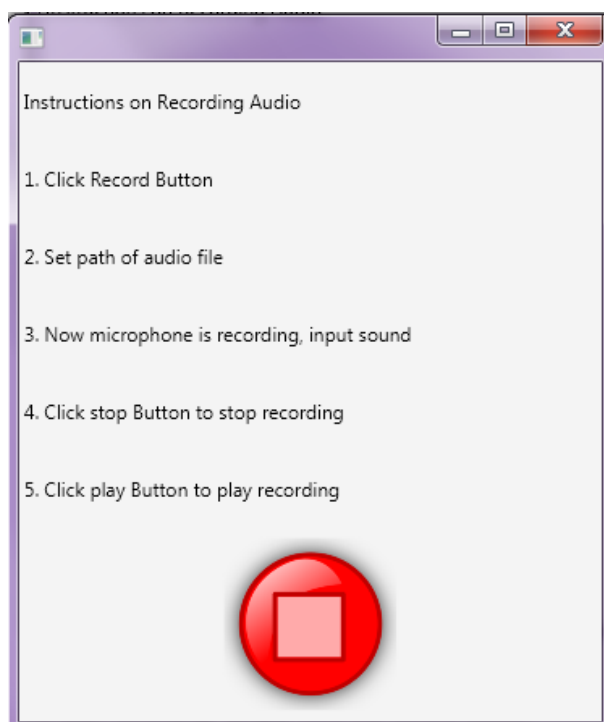 Instructions on Recording Audio
1. Click Record Button
2. Set path of audio file
3. Now microphone is recording, input sound
4. Click stop Button to stop recording
5. Click play Button to play recording